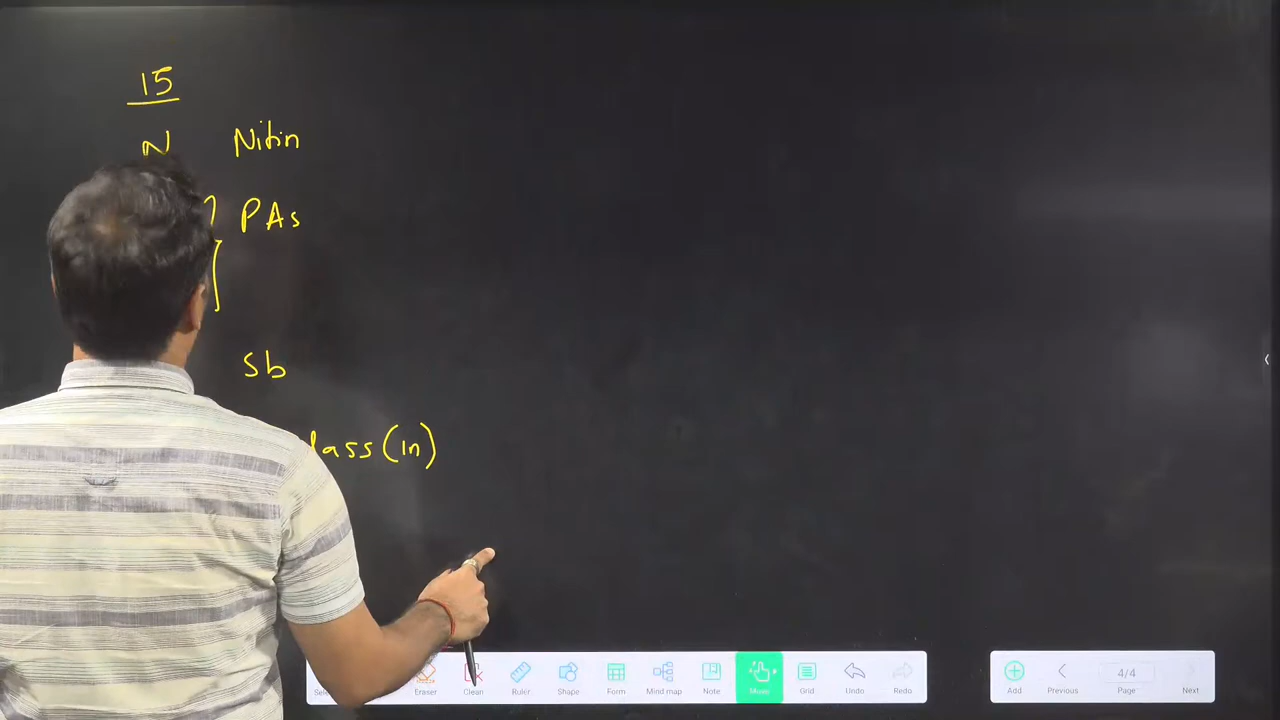 15
N Nitin
PAs
Sb
lass (in)
Eraser Clean Ruler Shape Form Mind map Note Grid Undo Redo
Add Previous 4/4 Page Next